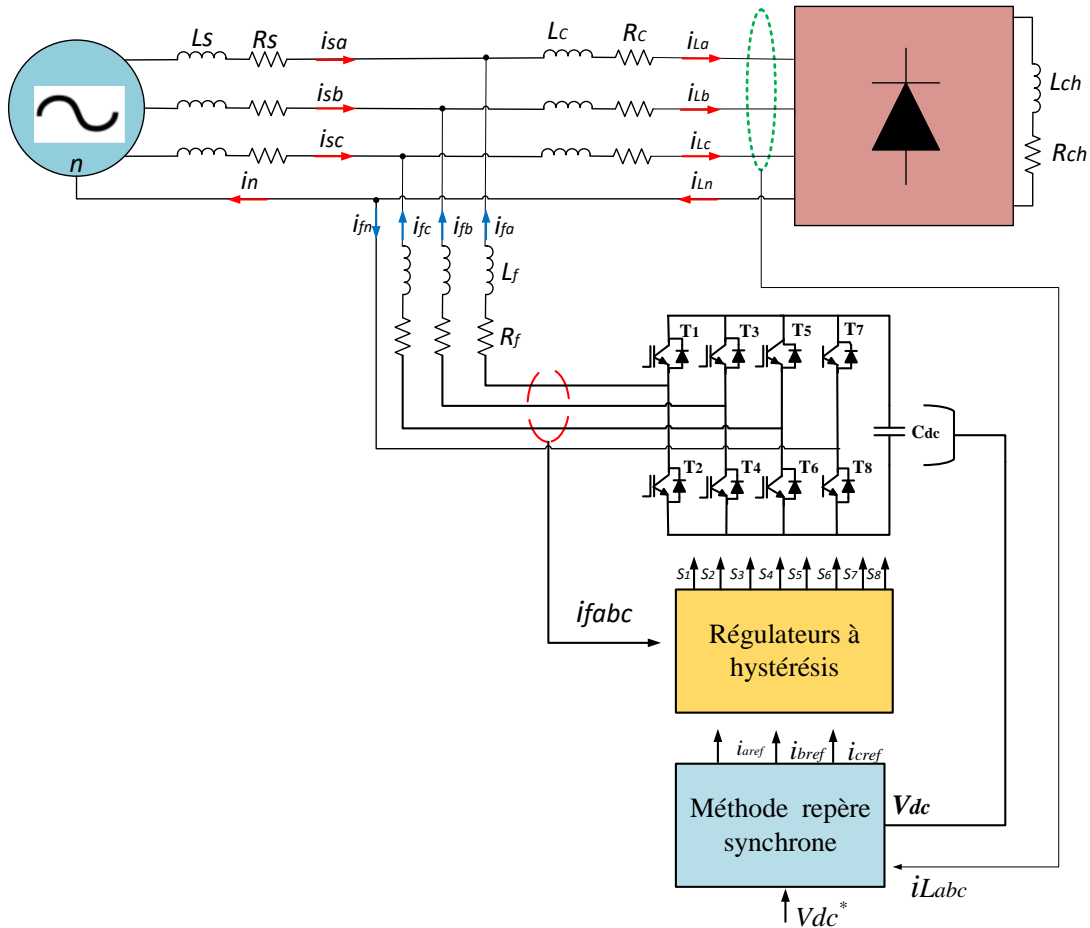 Ls Rs isa Lc Rc iLa
isb iLb
isc iLc
n
in iLn
Lch
Rch
ifn ifc ifb ifa
Lf
Rf
T1 T3 T5 T7
Cdc
T2 T4 T6 T8
S1 S2 S3 S4 S5 S6 S7 S8
ifabc
Régulateurs à
hystérésis
iaref ibref icref
Méthode repère
synchrone
Vdc
iLabc
Vdc*